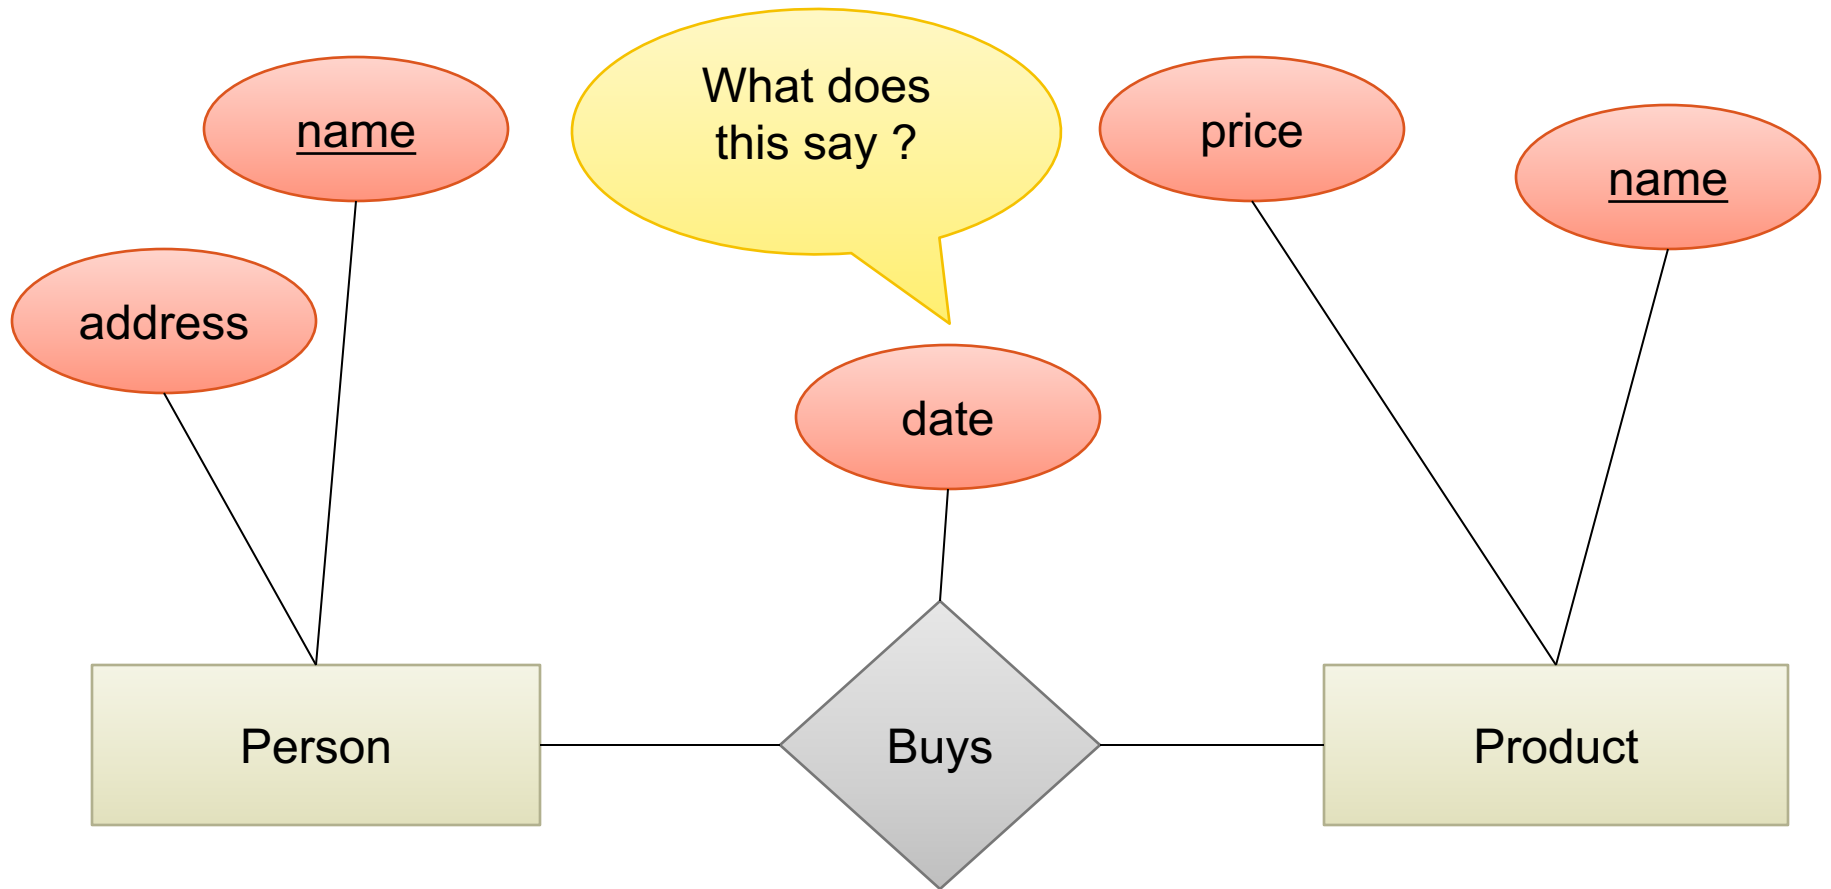 What does
this say ?
name
price
name
address
date
Person
Buys
Product